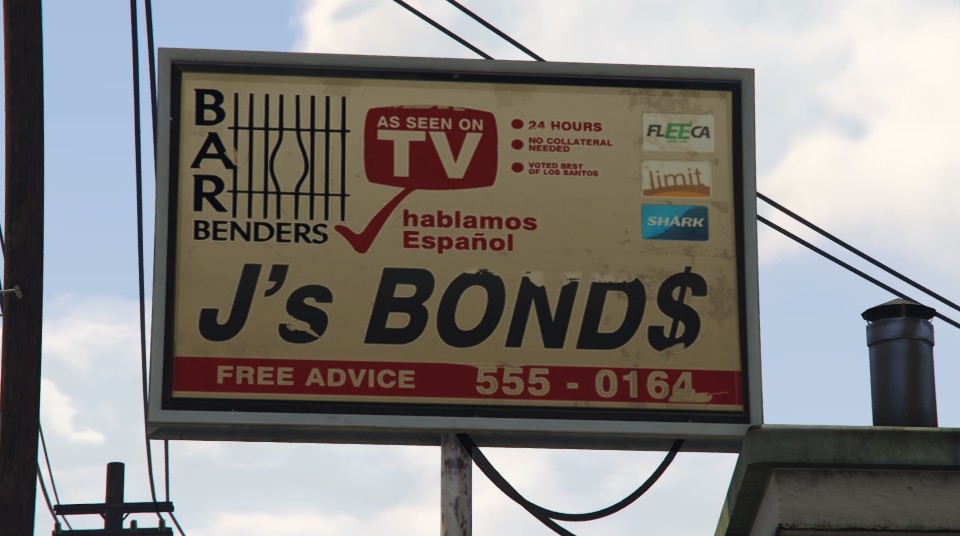 BAR
BENDERS
AS SEEN ON
TV
hablamos
Español
24 HOURS
NO COLLATERAL
NEEDED
VOTED BEST
OF LOS SANTOS
FLEECA
limit
SHARK
J's BOND$
FREE ADVICE 555 - 0164